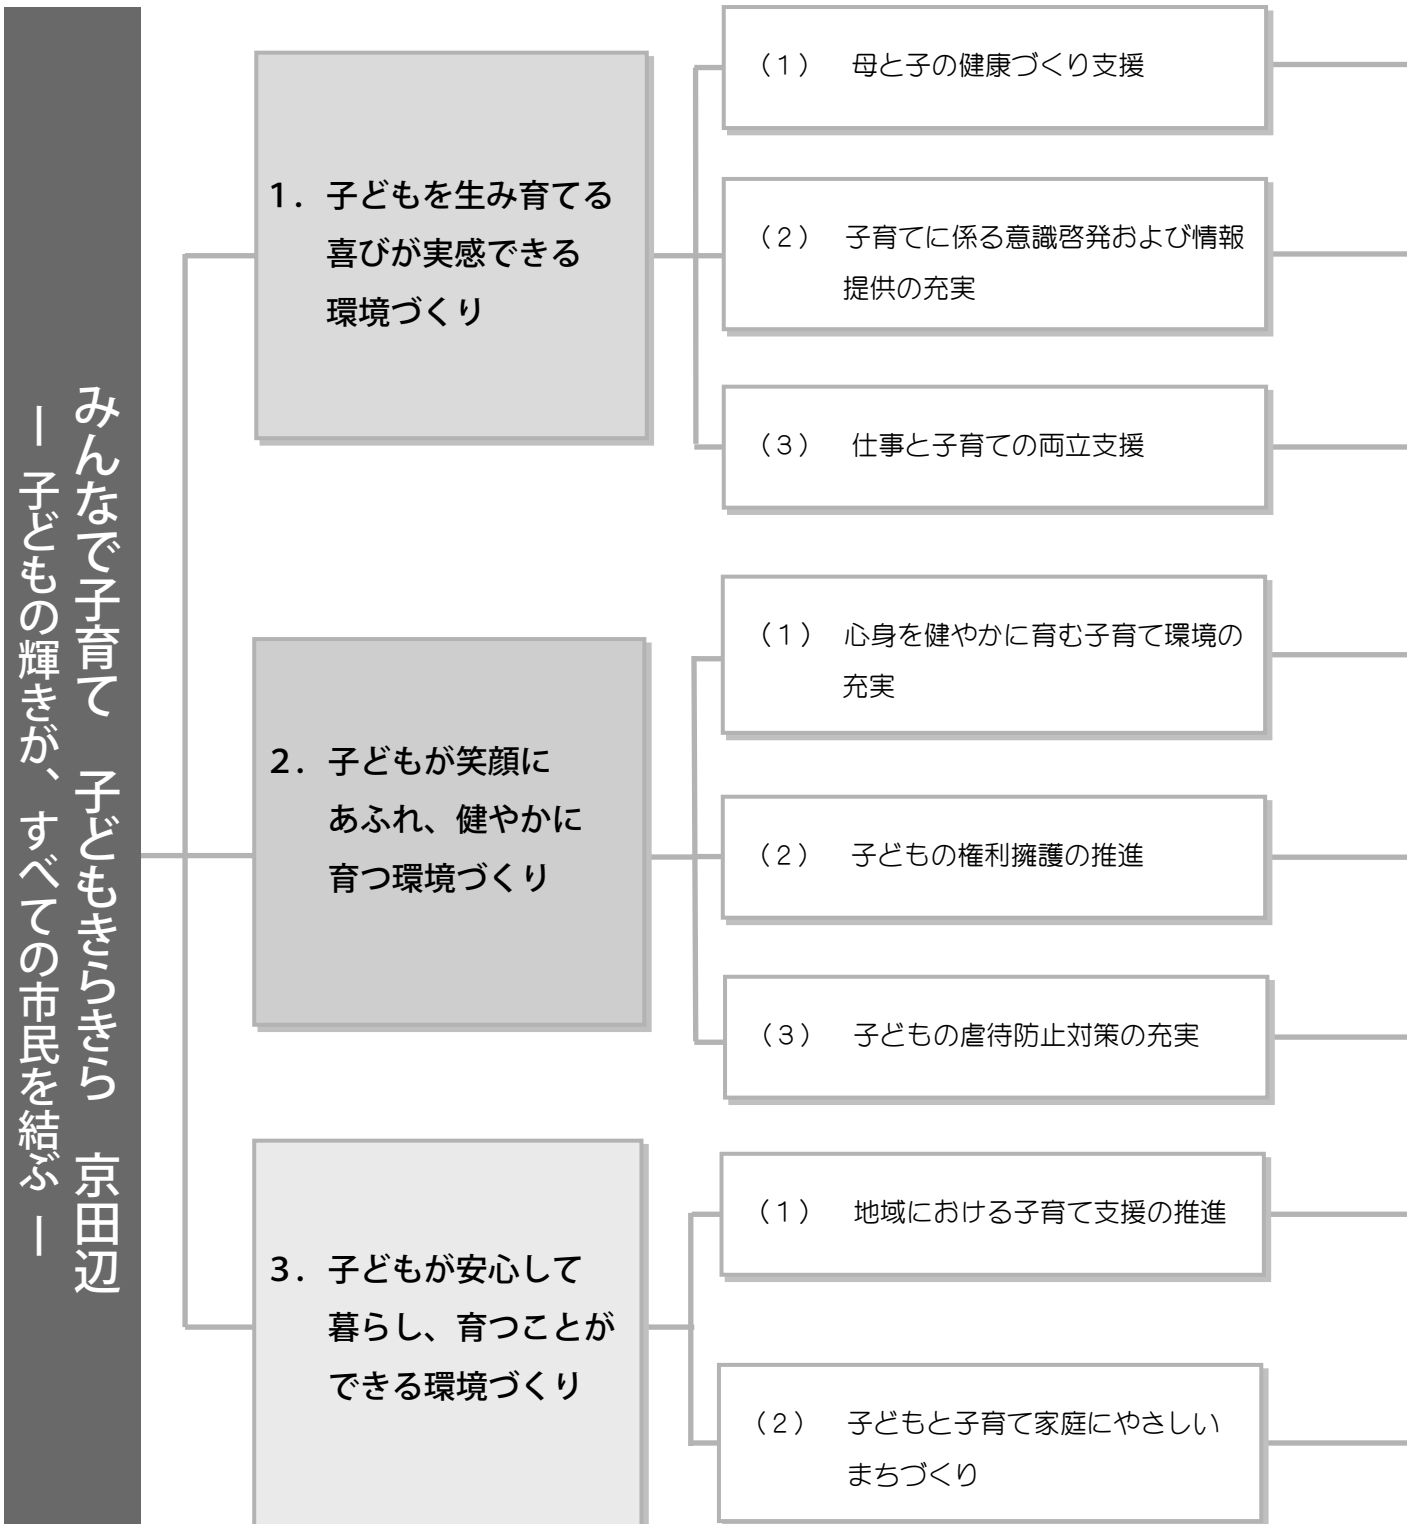 みんなで子育て　子どもきらきら　京田辺
― 子どもの輝きが、すべての市民を結ぶ ―
1．子どもを生み育てる
喜びが実感できる
環境づくり
（1）　母と子の健康づくり支援
（2）　子育てに係る意識啓発および情報
提供の充実
（3）　仕事と子育ての両立支援
2．子どもが笑顔に
あふれ、健やかに
育つ環境づくり
（1）　心身を健やかに育む子育て環境の
充実
（2）　子どもの権利擁護の推進
（3）　子どもの虐待防止対策の充実
3．子どもが安心して
暮らし、育つことが
できる環境づくり
（1）　地域における子育て支援の推進
（2）　子どもと子育て家庭にやさしい
まちづくり